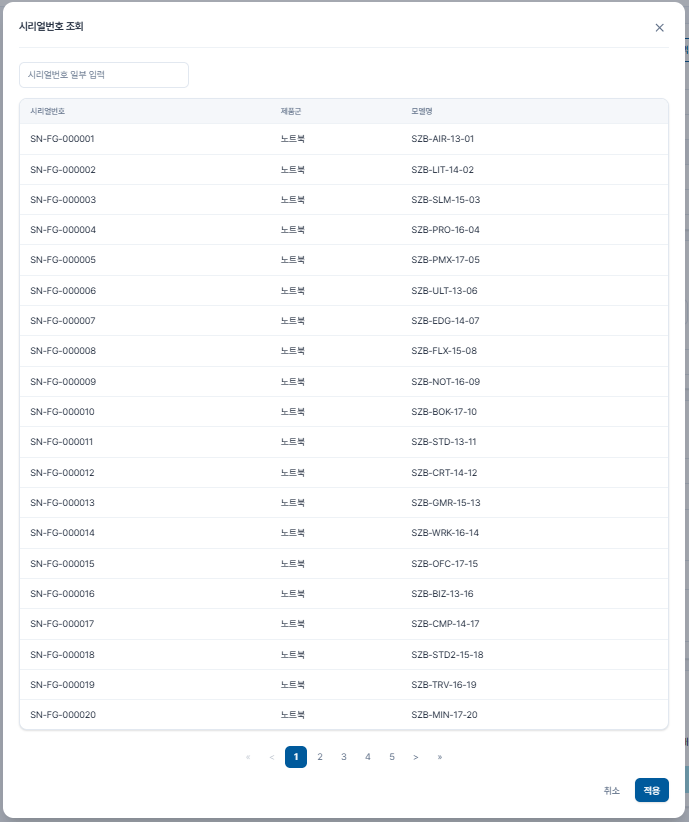 시리얼번호 조회
시리얼번호 일부 입력
시리얼번호 제품군 모델명
SN-FG-000001 노트북 SZB-AIR-13-01
SN-FG-000002 노트북 SZB-LIT-14-02
SN-FG-000003 노트북 SZB-SLM-15-03
SN-FG-000004 노트북 SZB-PRO-16-04
SN-FG-000005 노트북 SZB-PMX-17-05
SN-FG-000006 노트북 SZB-ULT-13-06
SN-FG-000007 노트북 SZB-EDG-14-07
SN-FG-000008 노트북 SZB-FLX-15-08
SN-FG-000009 노트북 SZB-NOT-16-09
SN-FG-000010 노트북 SZB-BOK-17-10
SN-FG-000011 노트북 SZB-STD-13-11
SN-FG-000012 노트북 SZB-CRT-14-12
SN-FG-000013 노트북 SZB-GMR-15-13
SN-FG-000014 노트북 SZB-WRK-16-14
SN-FG-000015 노트북 SZB-OFC-17-15
SN-FG-000016 노트북 SZB-BIZ-13-16
SN-FG-000017 노트북 SZB-CMP-14-17
SN-FG-000018 노트북 SZB-STD2-15-18
SN-FG-000019 노트북 SZB-TRV-16-19
SN-FG-000020 노트북 SZB-MIN-17-20
« < 1 2 3 4 5 > »
취소 적용